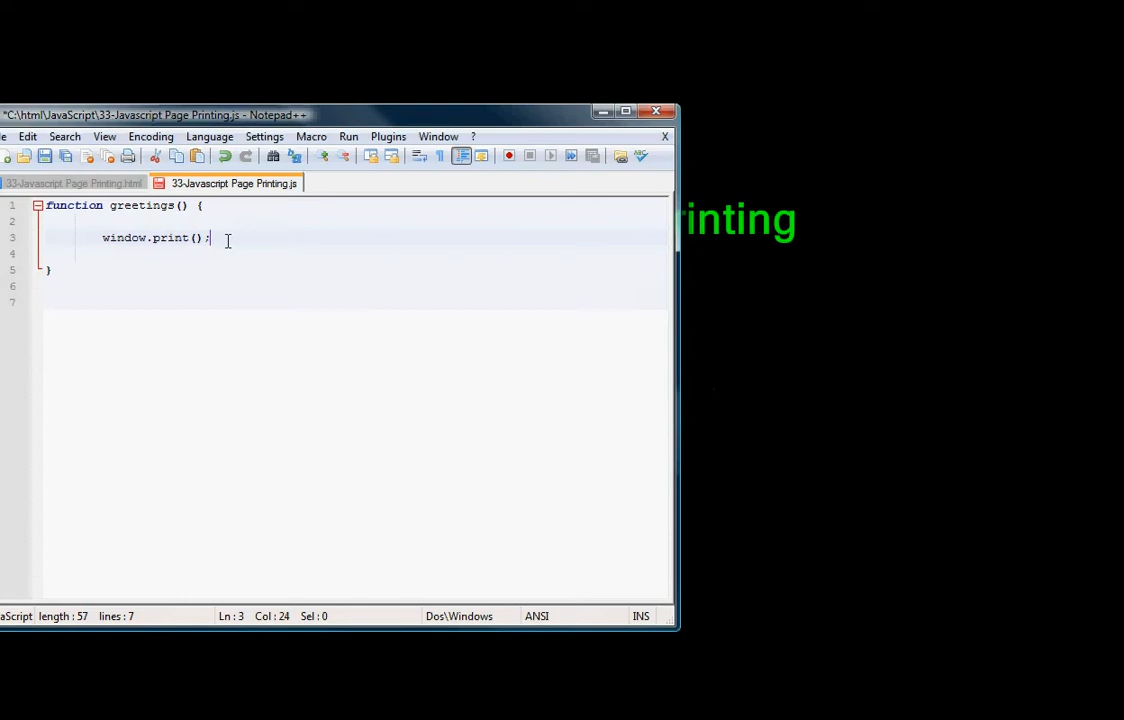 *C:\html\JavaScript\33-Javascript Page Printing.js - Notepad++
Edit Search View Encoding Language Settings Macro Run Plugins Window ? X
33-Javascript Page Printing.html 33-Javascript Page Printing.js
1 function greetings() {
2
3 window.print();
4
5 }
6
7
rinting
aScript length : 57 lines : 7 Ln : 3 Col : 24 Sel : 0 Dos\Windows ANSI INS